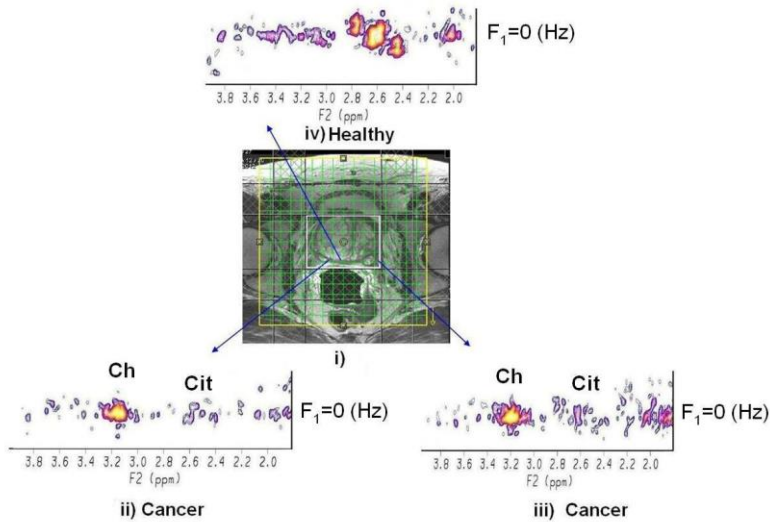 F1=0 (Hz)
3.8 3.6 3.4 3.2 3.0 2.8 2.6 2.4 2.2 2.0
F2 (ppm)
iv) Healthy
i)
Ch Cit
F1=0 (Hz)
3.8 3.6 3.4 3.2 3.0 2.8 2.6 2.4 2.2 2.0
F2 (ppm)
ii) Cancer
Ch Cit
F1=0 (Hz)
3.8 3.6 3.4 3.2 3.0 2.8 2.6 2.4 2.2 2.0
F2 (ppm)
iii) Cancer